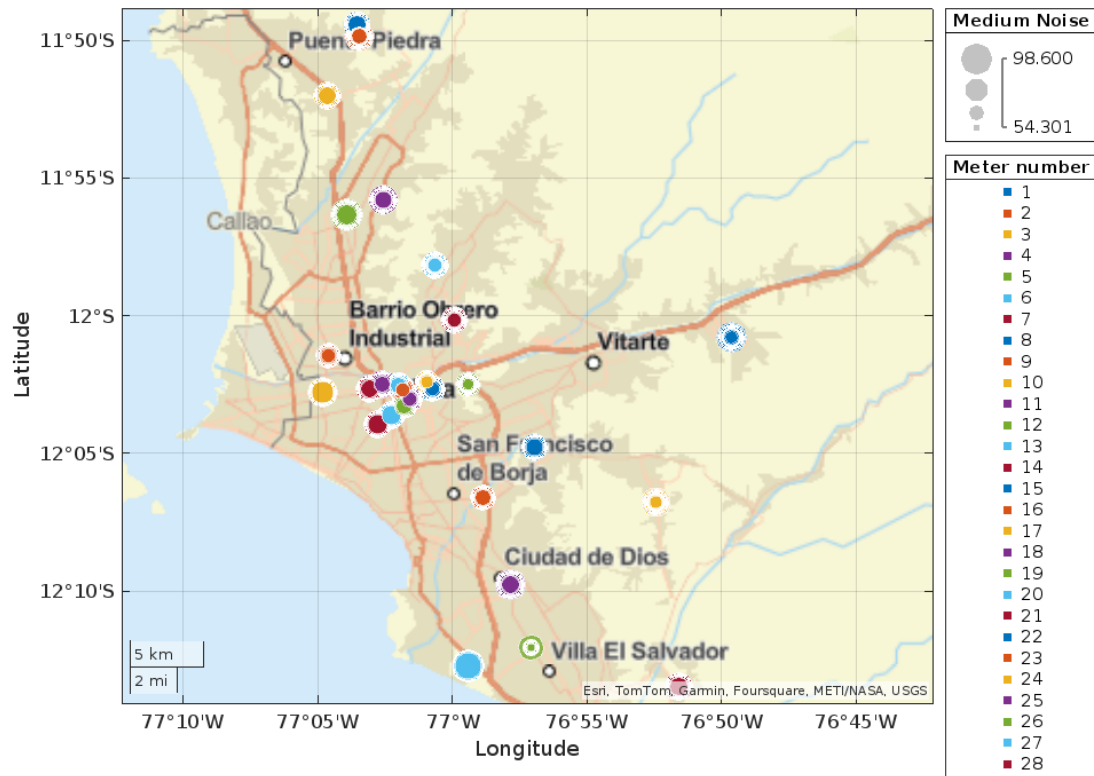 11°50'S
11°55'S
12°S
12°05'S
12°10'S
Latitude
77°10'W
77°05'W
77°W
76°55'W
76°50'W
76°45'W
Longitude
Piedra
Callao
Barrio
Industrial
Vitarte
San
de Borja
Ciudad de Dios
Villa El Salvador
5 km
2 mi
Esri, TomTom, Garmin, Foursquare, METI/NASA, USGS
Medium Noise
98.600
54.301
Meter number
1
2
3
4
5
6
7
8
9
10
11
12
13
14
15
16
17
18
19
20
21
22
23
24
25
26
27
28